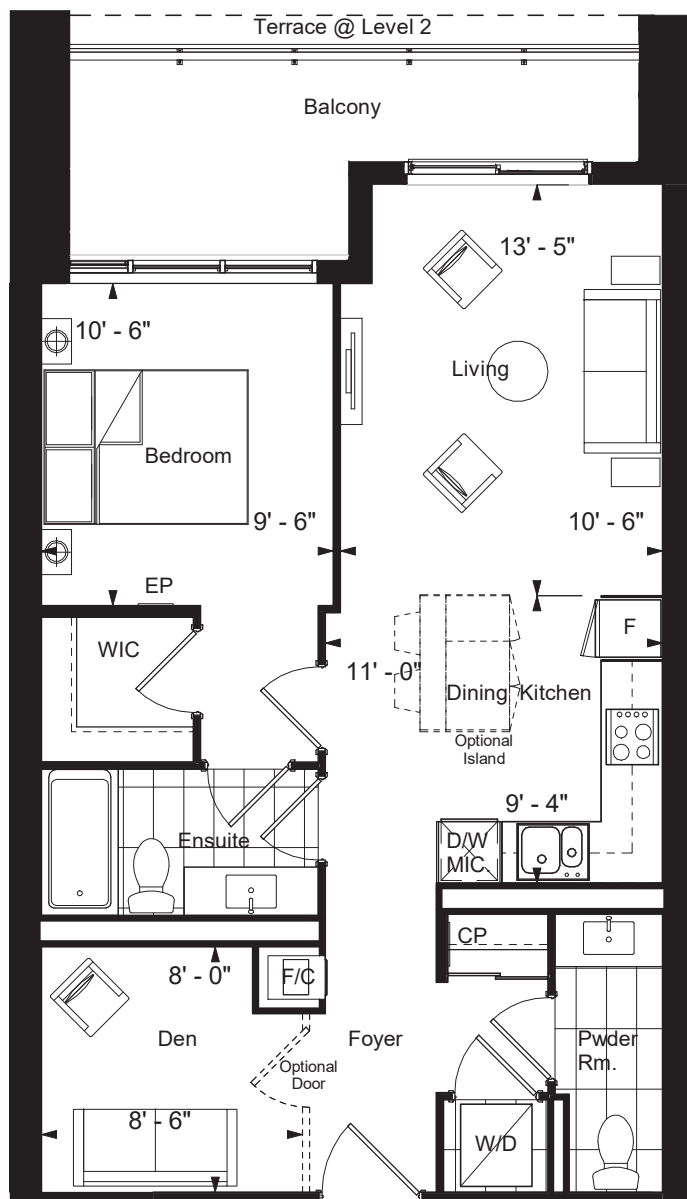 Terrace @ Level 2
Balcony
13' - 5"
10' - 6"
Living
Bedroom
9' - 6"
10' - 6"
EP
F
WIC
11' - 0"
Dining
Kitchen
Optional
Island
9' - 4"
Ensuite
D/W
MIC.
CP
8' - 0"
F/C
Den
Foyer
Pwder
Rm.
Optional
Door
8' - 6"
W/D